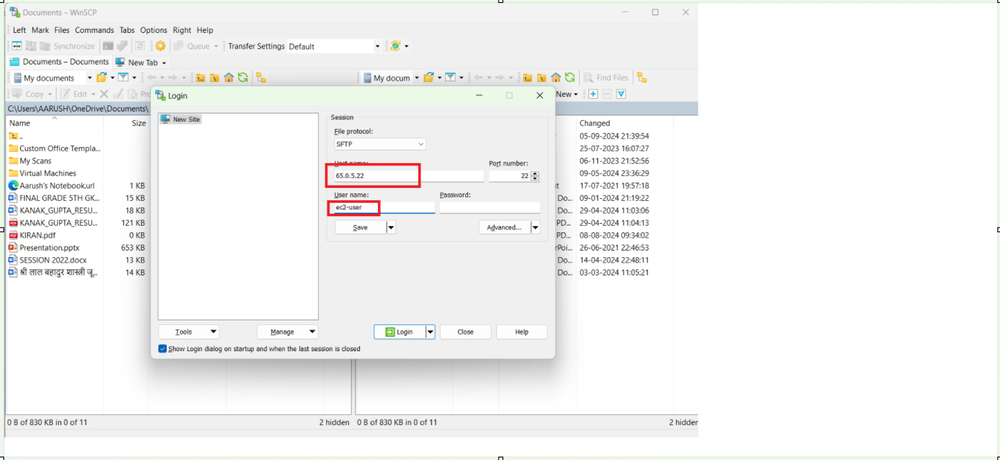 Documents – WinSCP
Left Mark Files Commands Tabs Options Right Help
Synchronize Queue Transfer Settings Default
Documents – Documents New Tab
My documents My docum Find Files
Copy Edit New
C:\Users\AARUSH\OneDrive\Documents\
Name Size Changed
.. 05-09-2024 21:39:54
Custom Office Templa... 25-07-2023 16:07:27
My Scans 06-11-2023 21:52:56
Virtual Machines 09-05-2024 23:36:29
Aarush's Notebook.url 1 KB 17-07-2021 19:57:18
FINAL GRADE 5TH GK... 15 KB Do... 09-01-2024 21:19:22
KANAK_GUPTA_RESU... 18 KB Do... 29-04-2024 11:03:06
KANAK_GUPTA_RESU... 121 KB PD... 29-04-2024 11:04:13
KIRAN.pdf 0 KB PD... 08-08-2024 09:34:02
Presentation.pptx 653 KB rPoi... 26-06-2021 22:46:53
SESSION 2022.docx 13 KB Do... 14-04-2024 22:48:11
श्री लाल बहादुर शास्त्री जू... 14 KB Do... 03-03-2024 11:05:21
Login
New Site
Session
File protocol:
SFTP
Host name: Port number:
65.0.5.22 22
User name: Password:
ec2-user
Save Advanced...
Tools Manage Login Close Help
Show Login dialog on startup and when the last session is closed
0 B of 830 KB in 0 of 11 2 hidden 0 B of 830 KB in 0 of 11 2 hidden